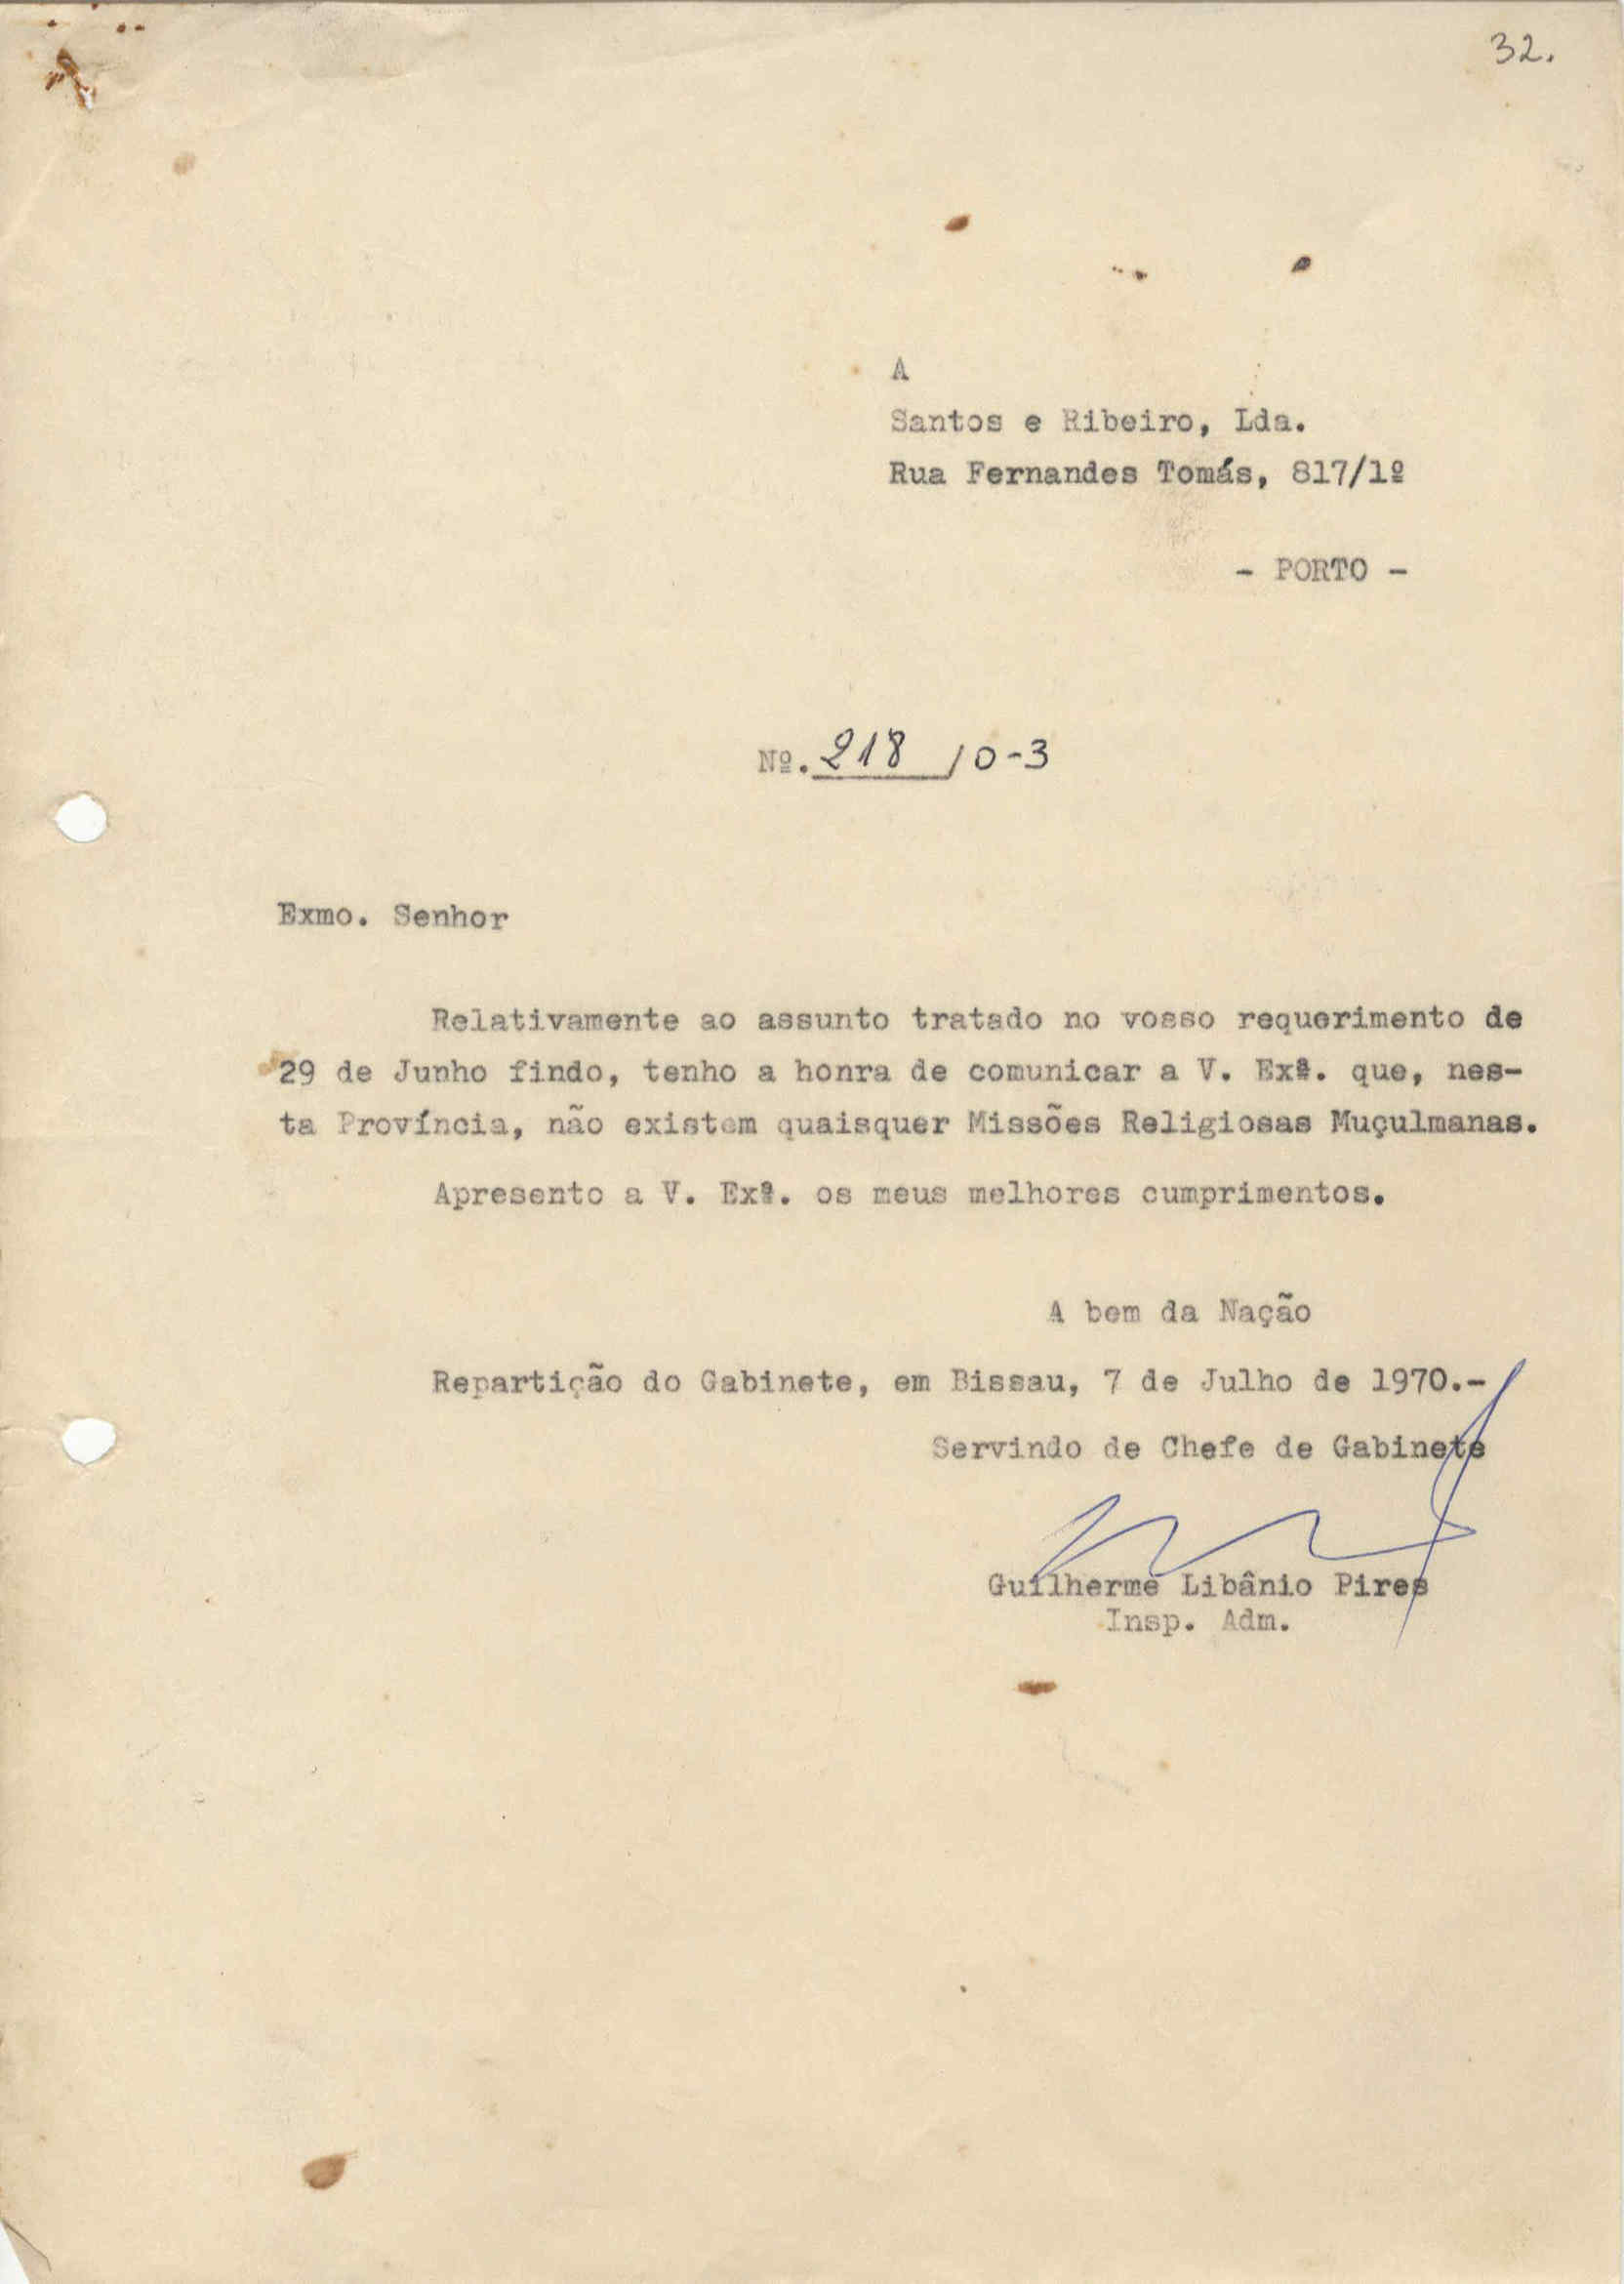 32.
A
Santos e Ribeiro, Lda.
Rua Fernandes Tomás, 817/1º
- PORTO -
Nº. 218 /0-3
Exmo. Senhor
Relativamente ao assunto tratado no vosso requerimento de
29 de Junho findo, tenho a honra de comunicar a V. Exª. que, nes-
ta Província, não existem quaisquer Missões Religiosas Muçulmanas.
Apresento a V. Exª. os meus melhores cumprimentos.
A bem da Nação
Repartição do Gabinete, em Bissau, 7 de Julho de 1970.-
Servindo de Chefe de Gabinete
Guilherme Libânio Pires
Insp. Adm.